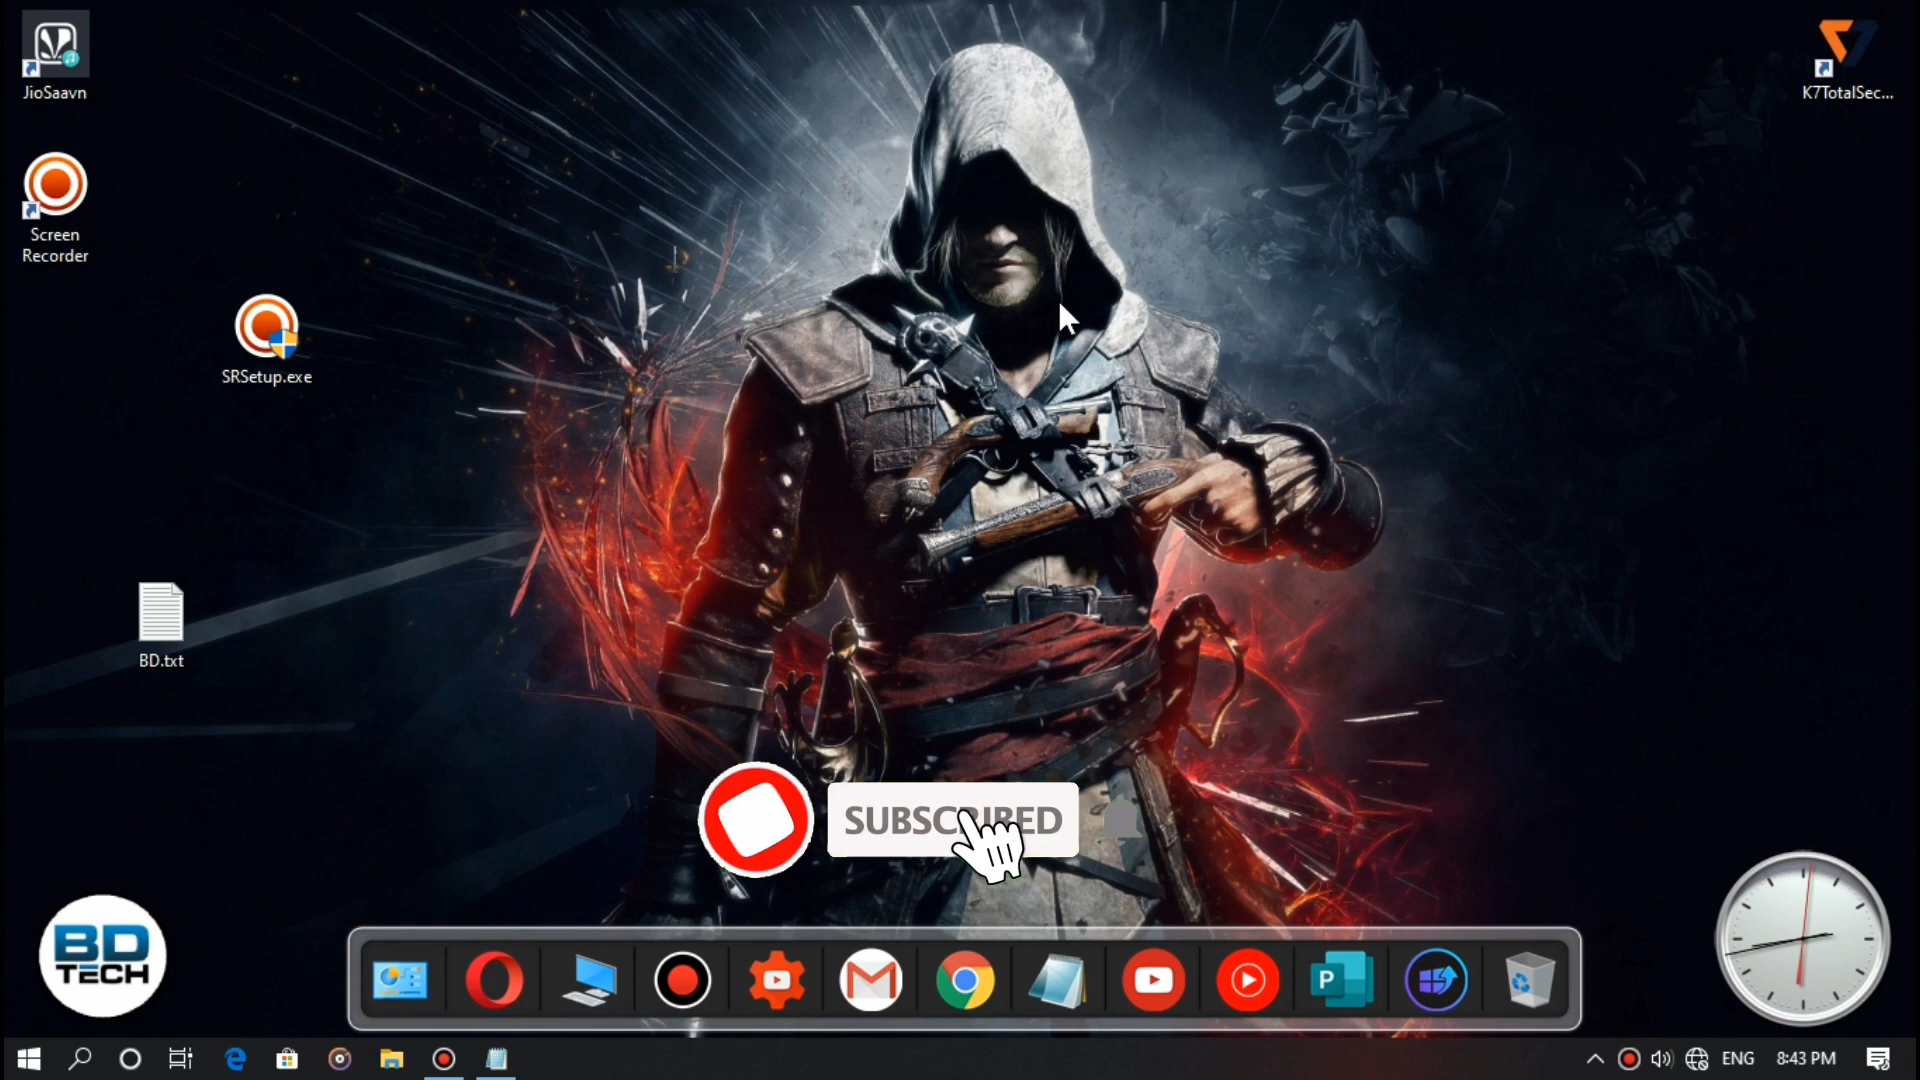 JioSaavn
K7TotalSec...
Screen
Recorder
SRSetup.exe
BD.txt
SUBSCRIBED
BD
TECH
P
ENG
8:43 PM